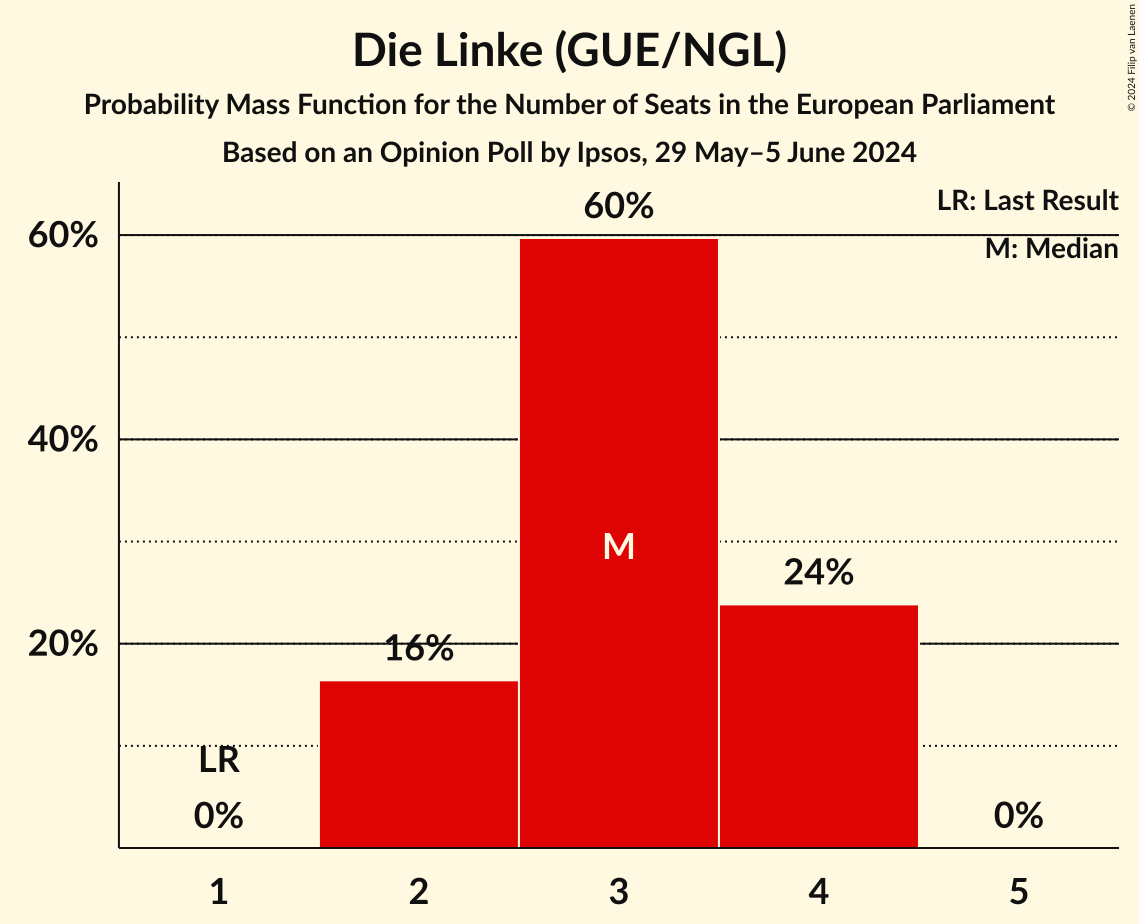 Die Linke (GUE/NGL)
Probability Mass Function for the Number of Seats in the European Parliament
Based on an Opinion Poll by Ipsos, 29 May–5 June 2024
© 2024 Filip van Laenen
LR: Last Result
M: Median
60%
40%
20%
LR
0%
16%
60%
M
24%
0%
1 2 3 4 5